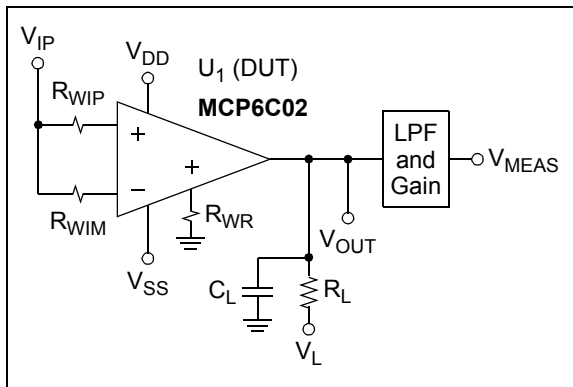 V_IP
V_DD
U_1 (DUT)
MCP6C02
R_WIP
+
LPF
and
Gain
V_MEAS
+
−
R_WIM
R_WR
V_OUT
V_SS
C_L
R_L
V_L